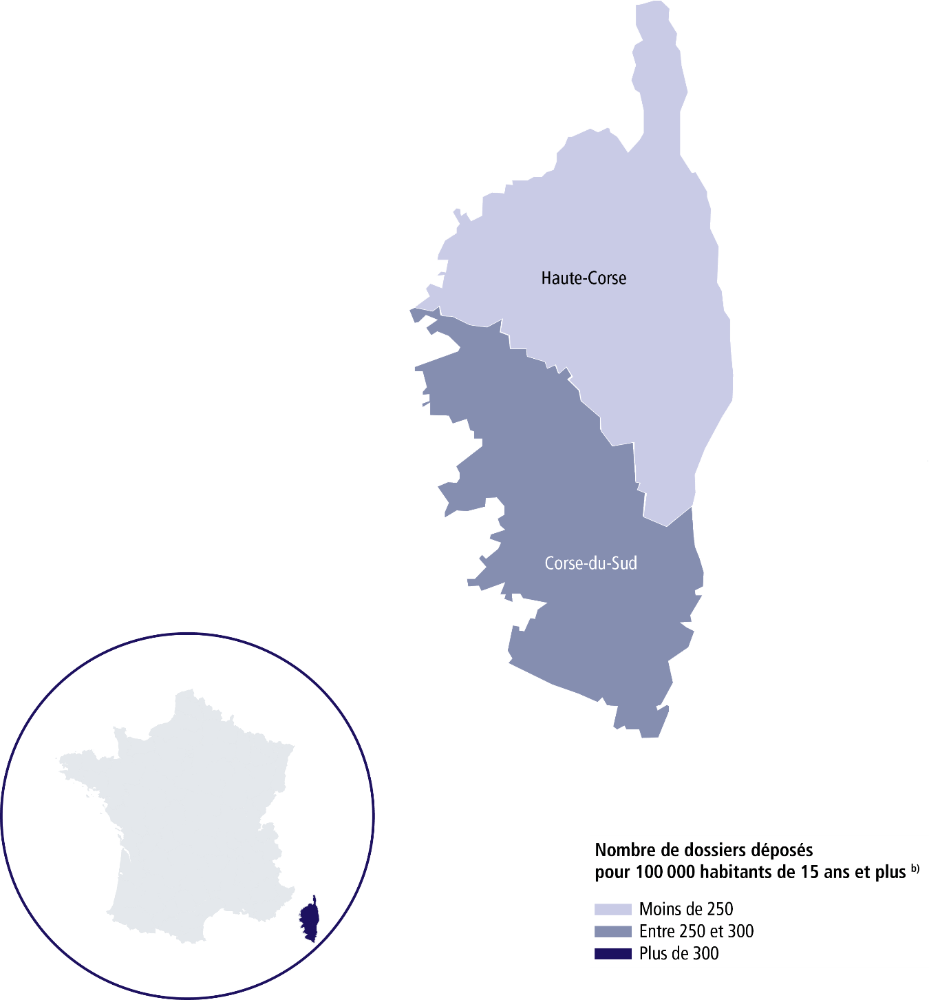 Haute-Corse
Corse-du-Sud
Nombre de dossiers déposés
pour 100 000 habitants de 15 ans et plus b)
Moins de 250
Entre 250 et 300
Plus de 300